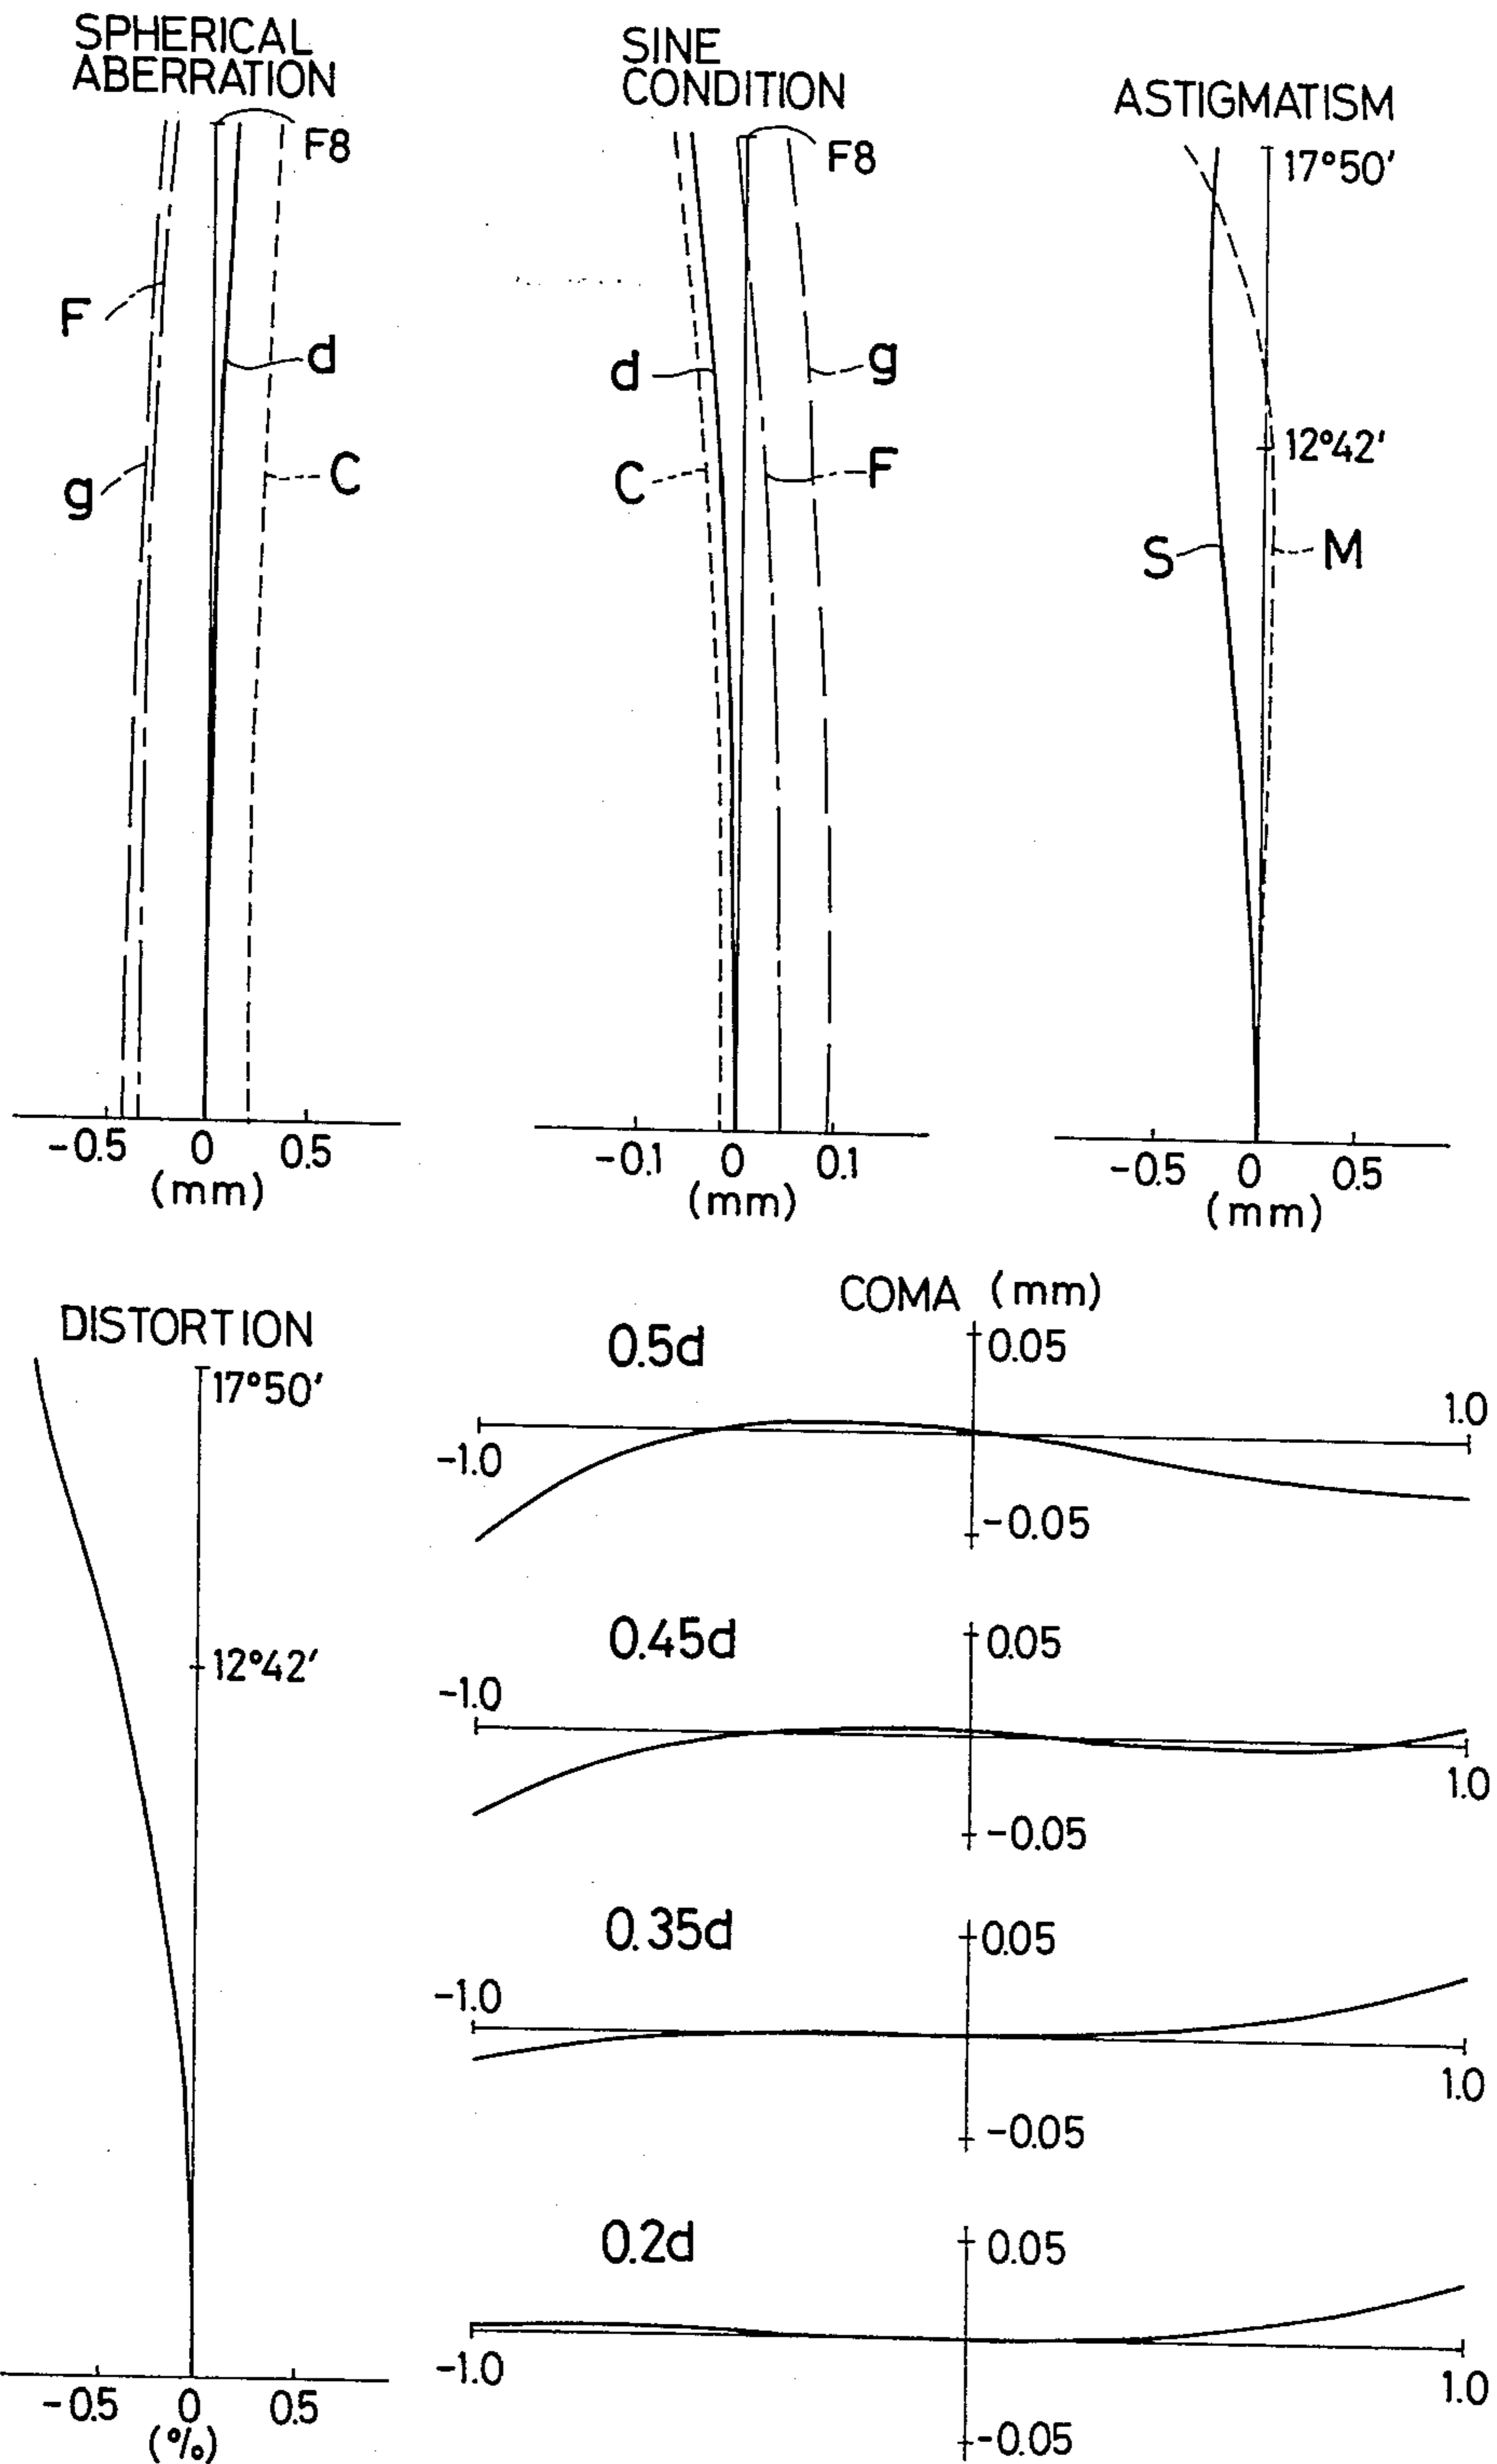 SPHERICAL
ABERRATION
F8
F
d
g
C
-0.5 0 0.5
(mm)
SINE
CONDITION
F8
d
g
C
F
-0.1 0 0.1
(mm)
ASTIGMATISM
17°50'
12°42'
S
M
-0.5 0 0.5
(mm)
DISTORTION
17°50'
12°42'
-0.5 0 0.5
(%)
COMA (mm)
0.5d
0.05
1.0
-1.0
-0.05
0.45d
0.05
-1.0
1.0
-0.05
0.35d
0.05
-1.0
1.0
-0.05
0.2d
0.05
-1.0
1.0
-0.05